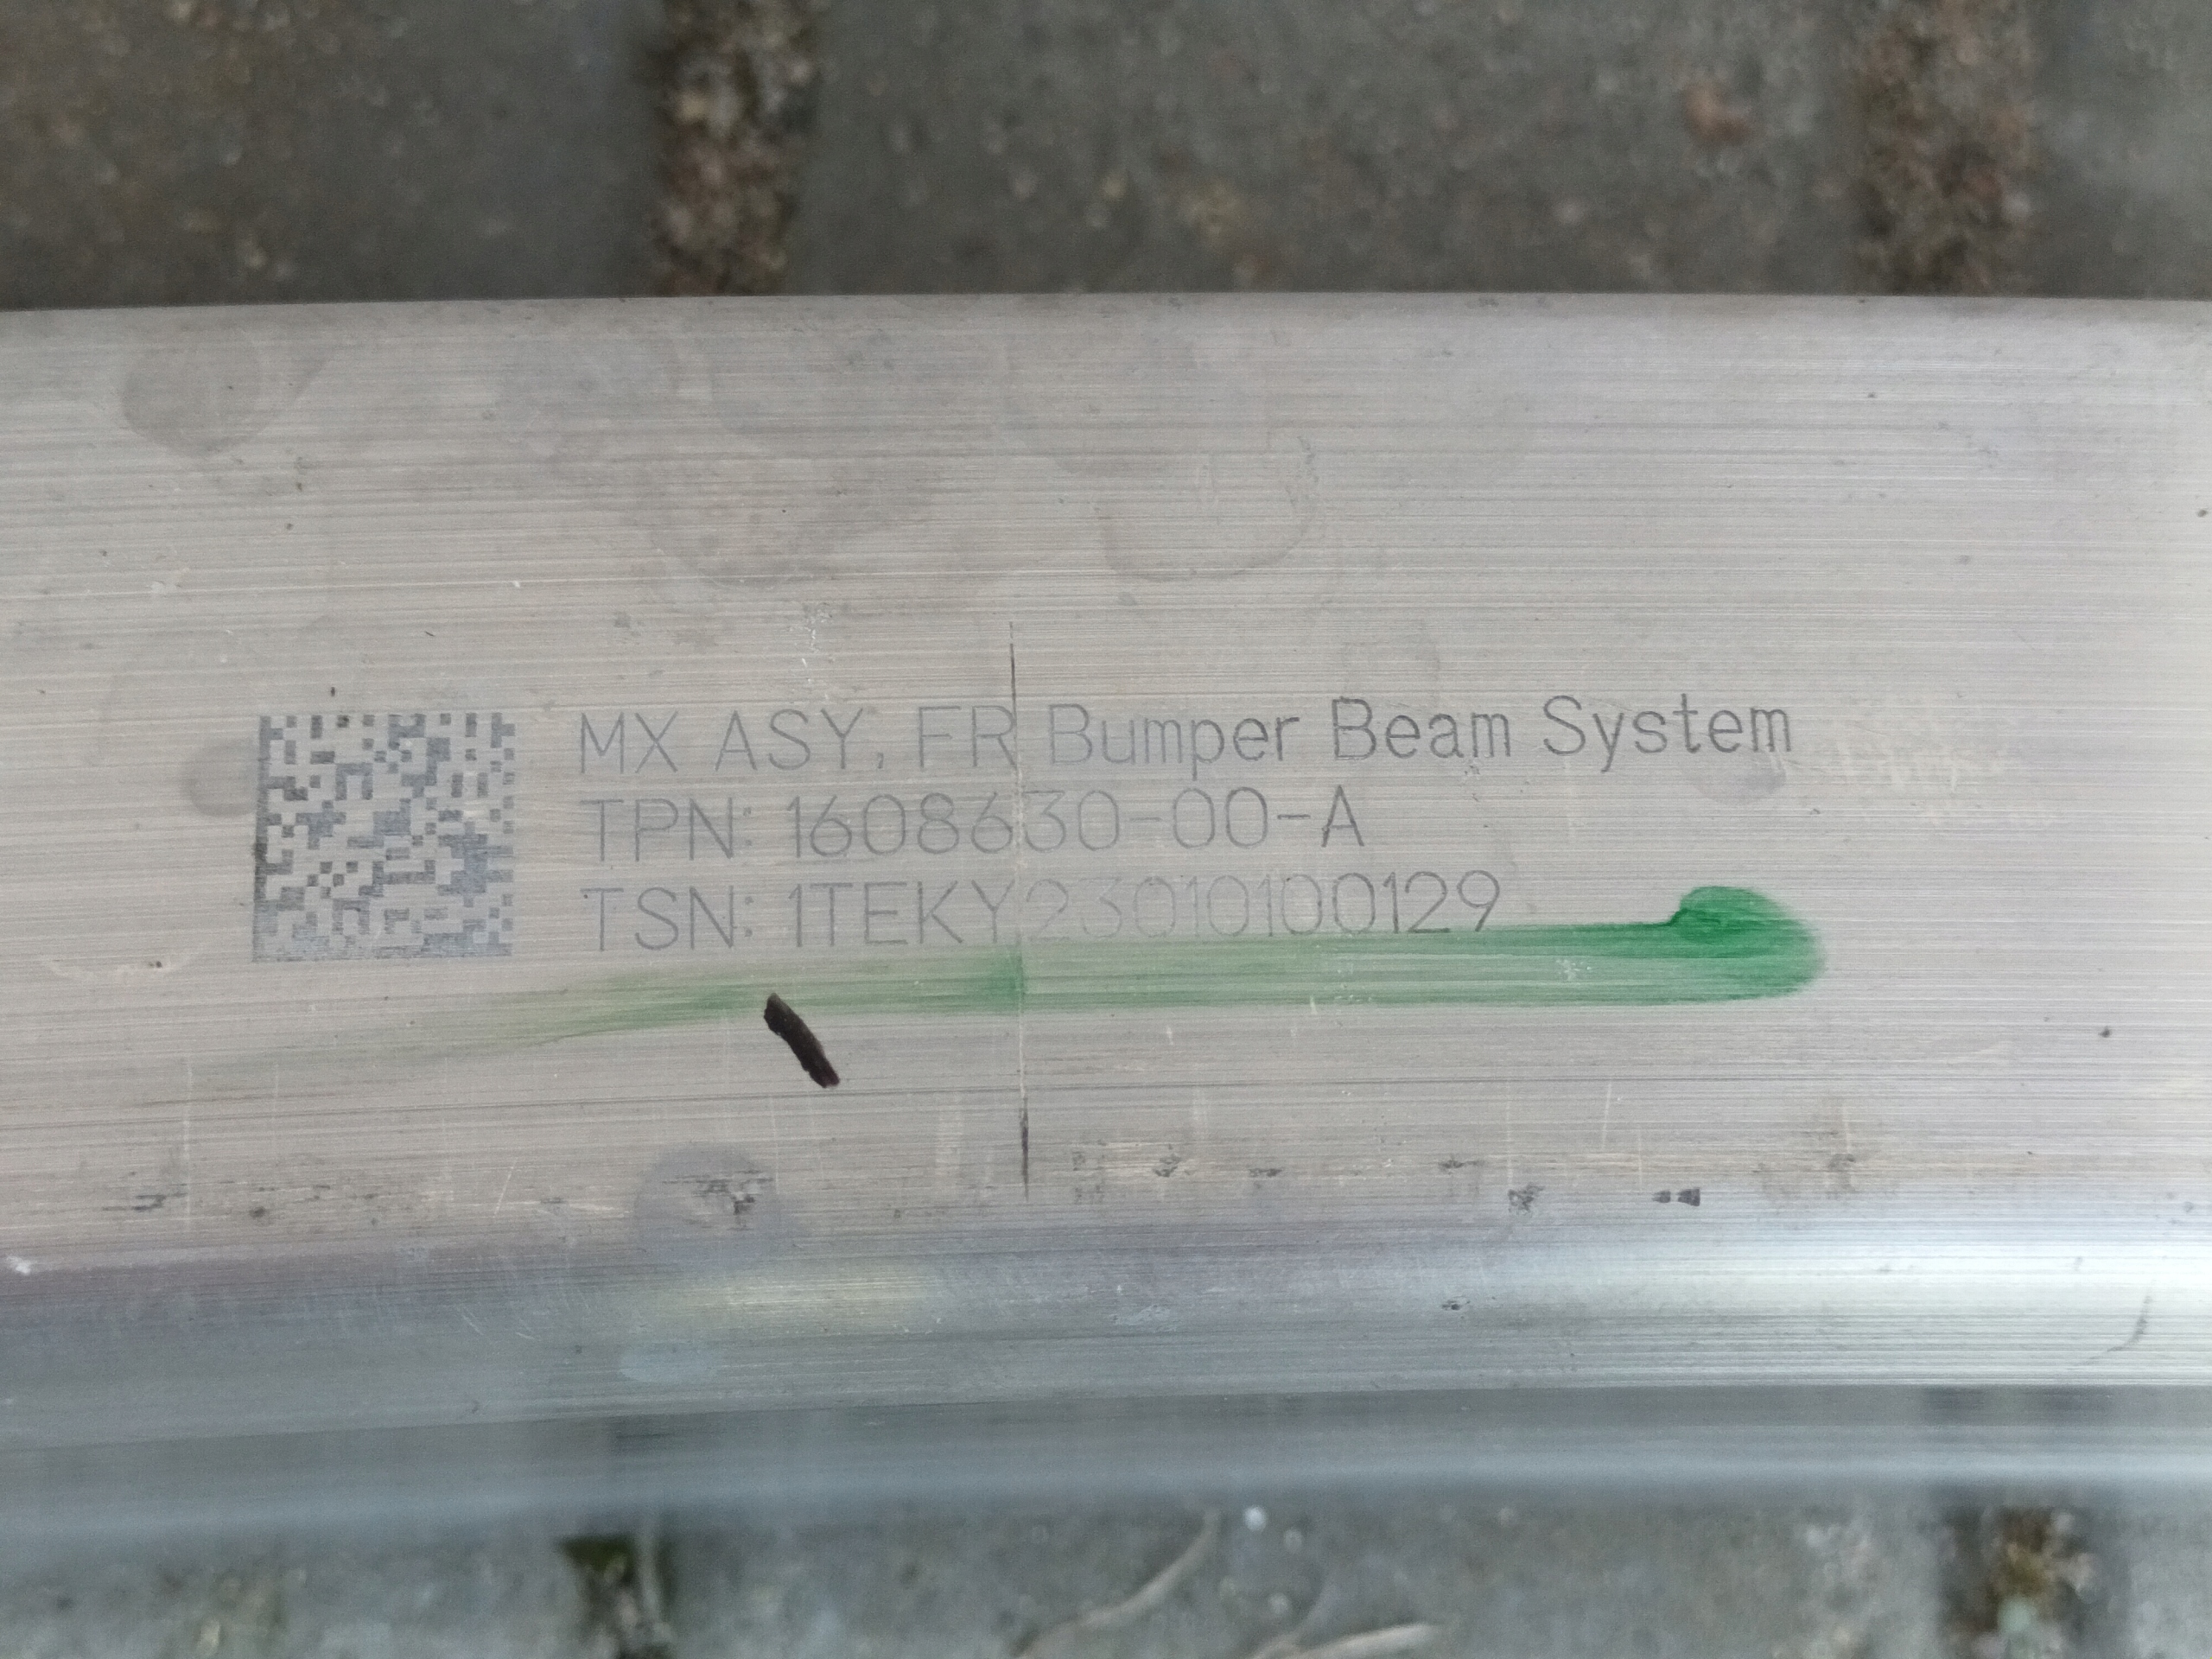 MX ASY, FR Bumper Beam System
TPN: 1608630-00-A
TSN: 1TEKY23010100129